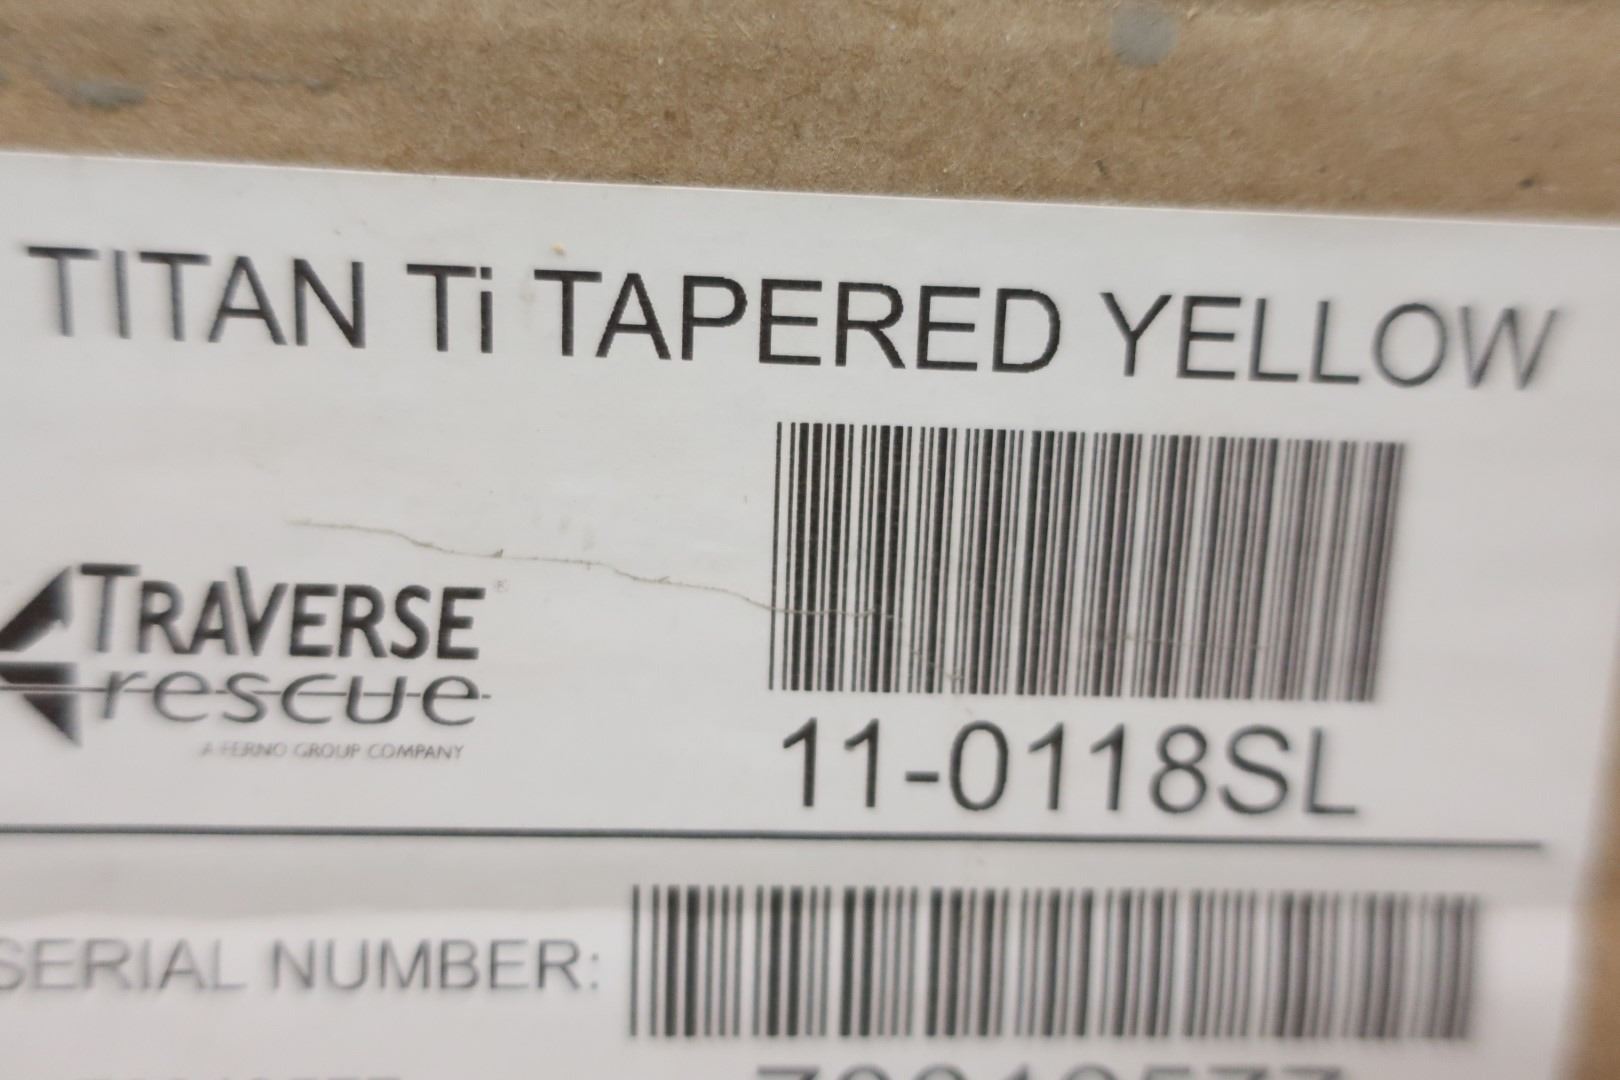 TITAN Ti TAPERED YELLOW
TRAVERSE®
rescue
A FERNO GROUP COMPANY
11-0118SL
SERIAL NUMBER: